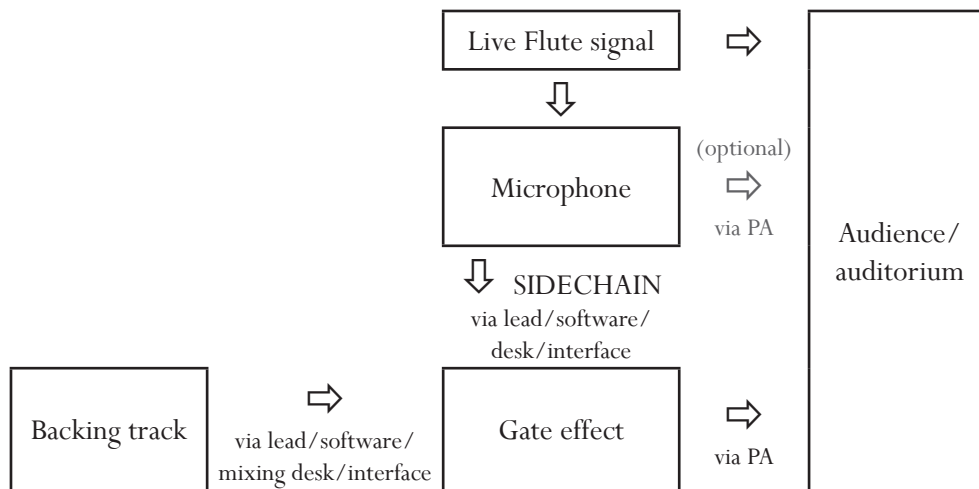 Live Flute signal
Microphone
(optional)
via PA
Audience/
auditorium
SIDECHAIN
via lead/software/
desk/interface
Backing track
via lead/software/
mixing desk/interface
Gate effect
via PA